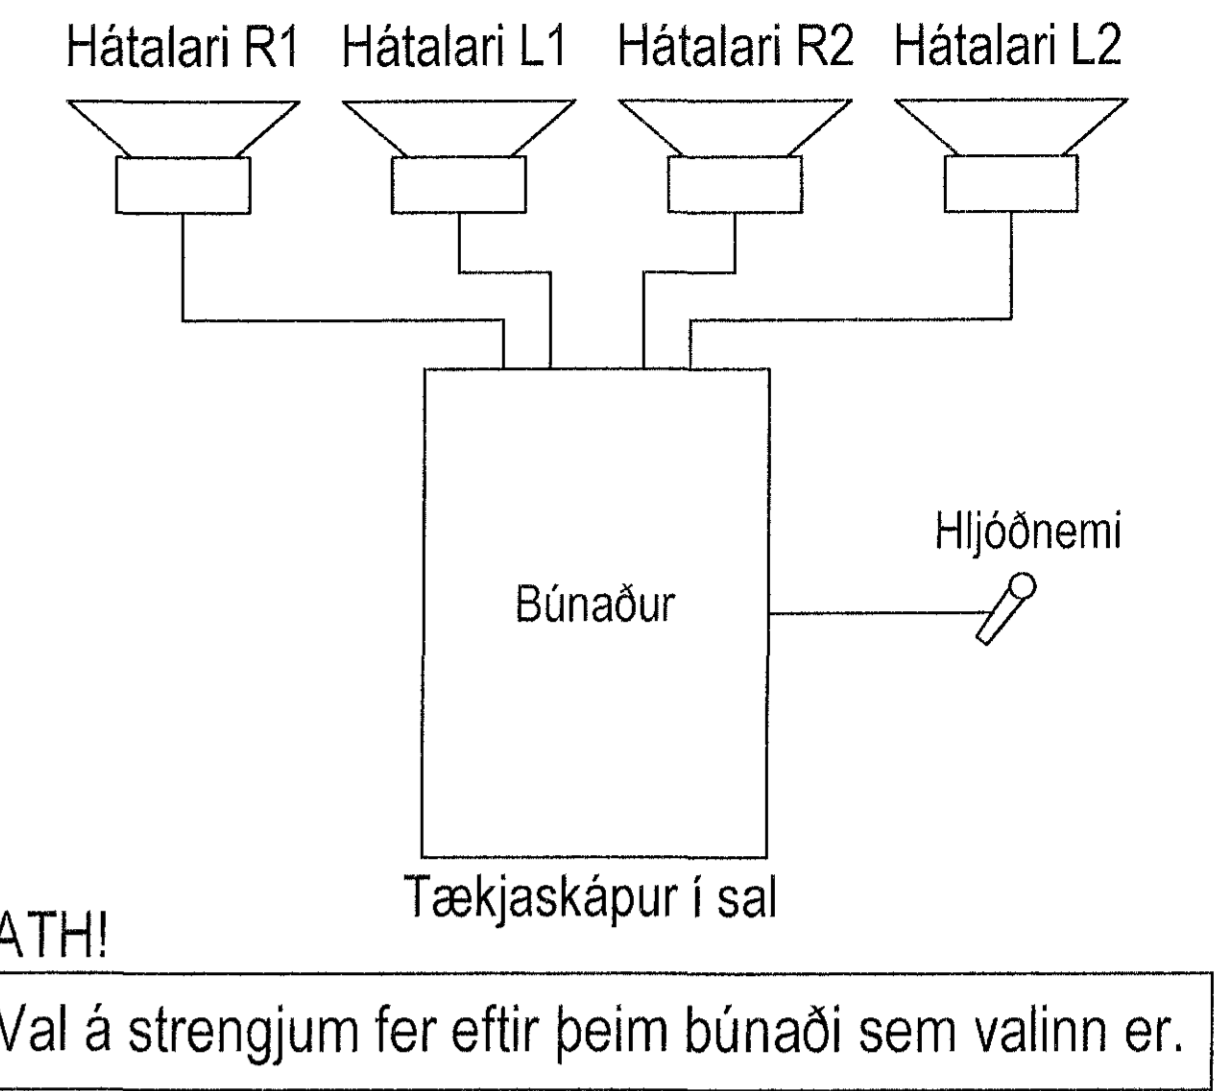 Hátalari R1 Hátalari L1 Hátalari R2 Hátalari L2
Hljóðnemi
Búnaður
Tækjaskápur í sal
ATH!
Val á strengjum fer eftir þeim búnaði sem valinn er.